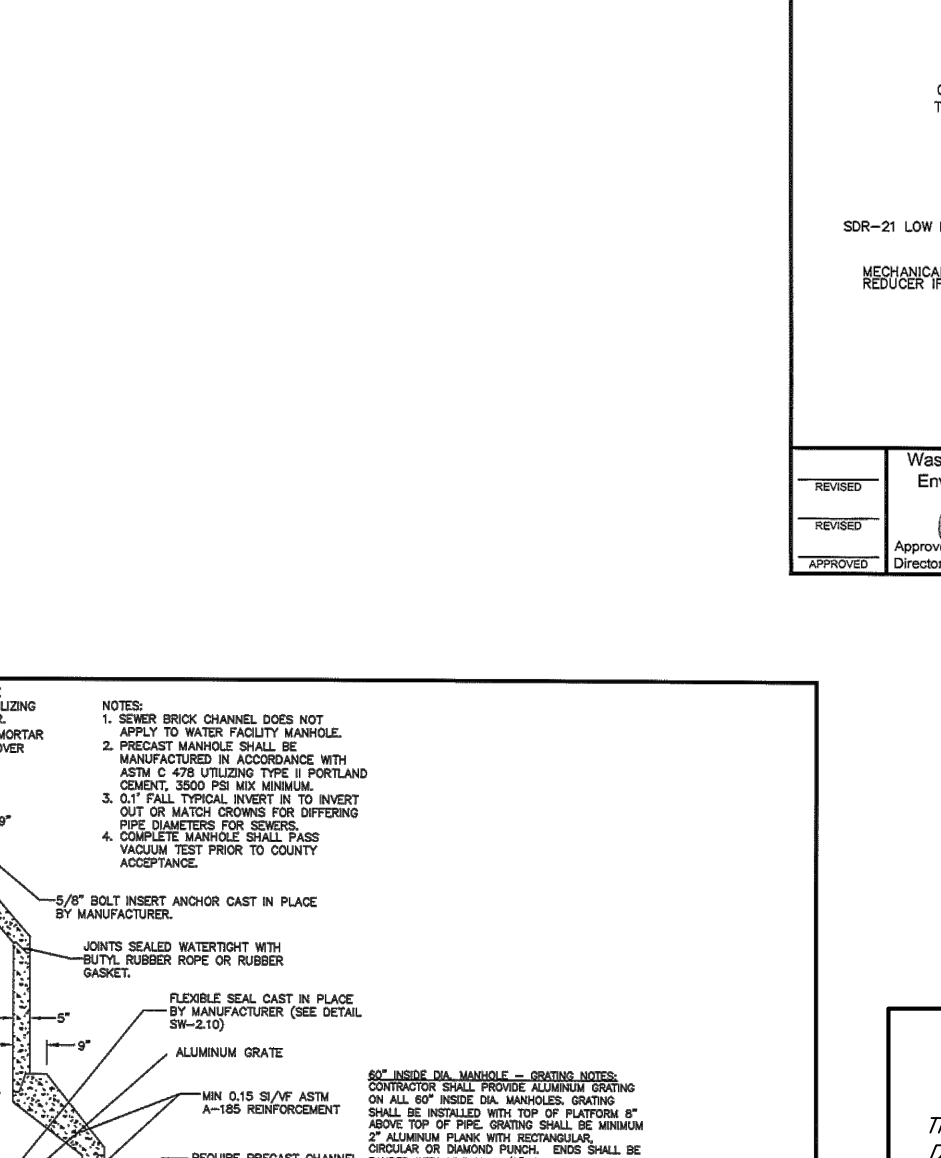 SDR-21 LOW
MECHANICAL
REDUCER IF
REVISED
REVISED
APPROVED
LIZING
MORTAR
OVER
NOTES:
1. SEWER BRICK CHANNEL DOES NOT
APPLY TO WATER FACILITY MANHOLE.
2. PRECAST MANHOLE SHALL BE
MANUFACTURED IN ACCORDANCE WITH
ASTM C 478 UTILIZING TYPE II PORTLAND
CEMENT, 3500 PSI MIX MINIMUM.
3. 0.1' FALL TYPICAL INVERT IN TO INVERT
OUT OR MATCH CROWNS FOR DIFFERING
PIPE DIAMETERS FOR SEWERS.
4. COMPLETE MANHOLE SHALL PASS
VACUUM TEST PRIOR TO COUNTY
ACCEPTANCE.
9"
5/8" BOLT INSERT ANCHOR CAST IN PLACE
BY MANUFACTURER.
JOINTS SEALED WATERTIGHT WITH
BUTYL RUBBER ROPE OR RUBBER
GASKET.
FLEXIBLE SEAL CAST IN PLACE
BY MANUFACTURER (SEE DETAIL
SW-2.10)
5"
9"
ALUMINUM GRATE
MIN 0.15 SI/VF ASTM
A-185 REINFORCEMENT
REQUIRE PRECAST CHANNEL
60" INSIDE DIA. MANHOLE - GRATING NOTES:
CONTRACTOR SHALL PROVIDE ALUMINUM GRATING
ON ALL 60" INSIDE DIA. MANHOLES. GRATING
SHALL BE INSTALLED WITH TOP OF PLATFORM 8"
ABOVE TOP OF PIPE. GRATING SHALL BE MINIMUM
2" ALUMINUM PLANK WITH RECTANGULAR,
CIRCULAR OR DIAMOND PUNCH. ENDS SHALL BE